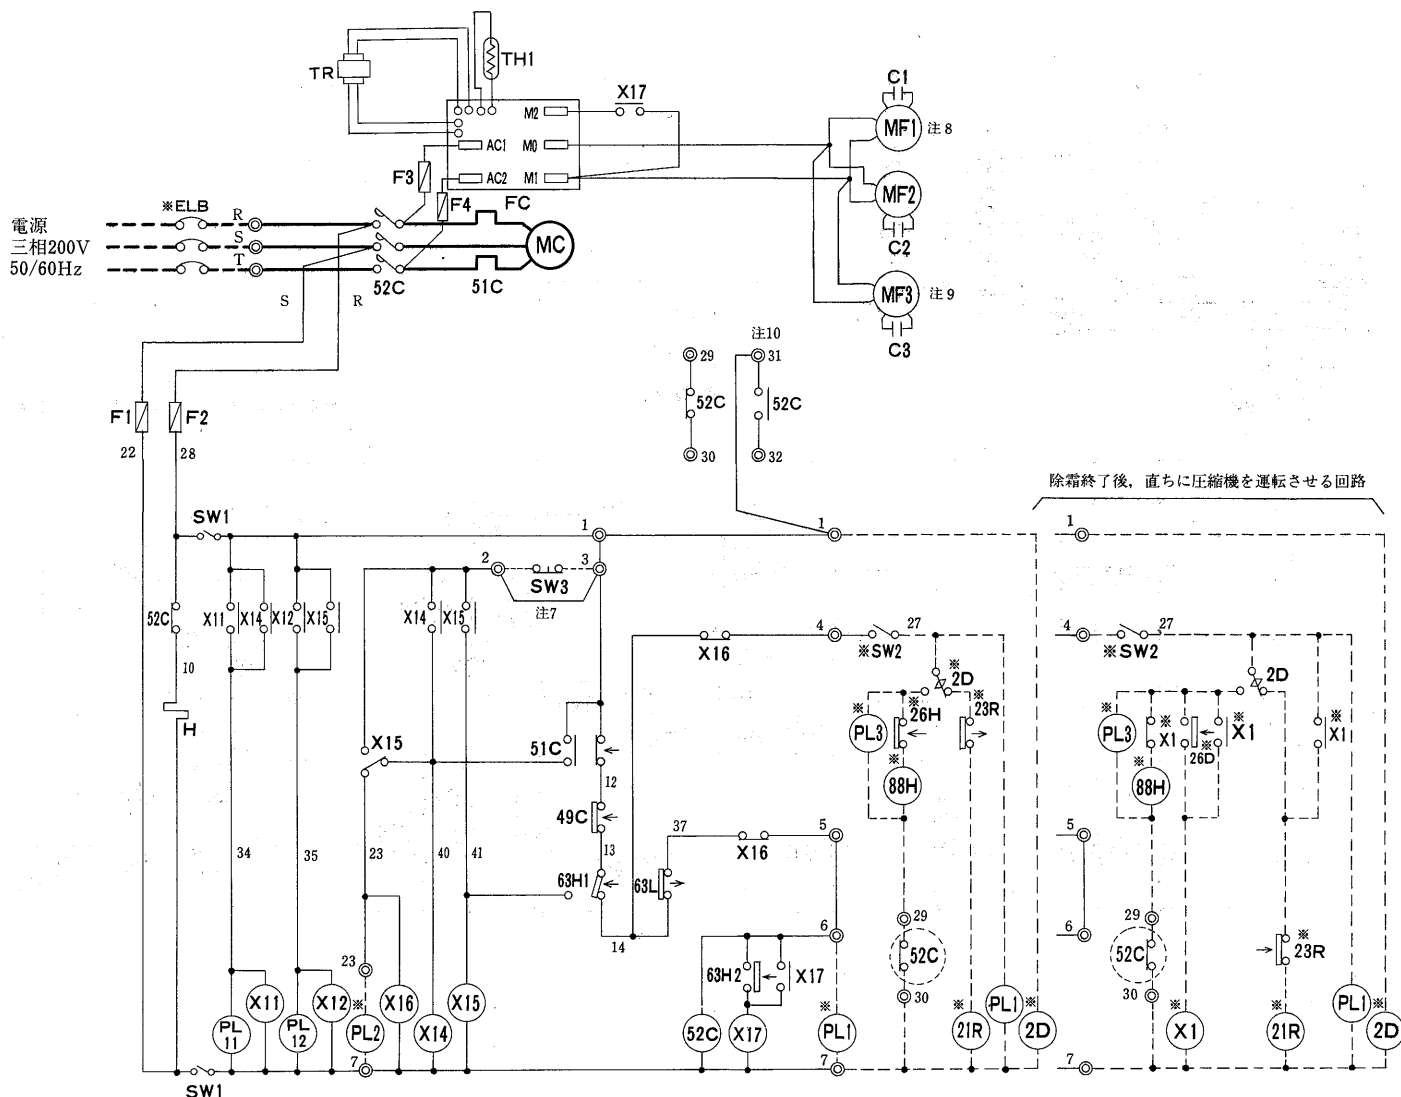 TR
TH1
X17
C1
M2
MF1
注8
AC1
M0
F3
AC2
M1
MF2
F4
FC
※ELB
R
C2
電源
S
三相200V
MC
T
50/60Hz
52C
51C
MF3
注9
S
R
C3
注10
29
31
52C
52C
F1
F2
22
28
30
32
除霜終了後，直ちに圧縮機を運転させる回路
SW1
1
1
1
2
3
SW3
52C
X11
X14
X12
X15
X14
X15
注7
4
27
4
27
X16
※SW2
※SW2
10
※
2D
2D
※
※
26H
23R
※
※
※
※
H
PL3
PL3
X1
X1
X1
X15
51C
※
26D
※
12
88H
88H
49C
37
5
5
34
35
23
40
41
13
X16
63H1
63L
6
29
6
29
14
52C
52C
※
23R
23
63H2
X17
30
30
X11
X12
※
X16
X15
※
※
PL1
※
※
※
PL1
※
PL11
PL12
PL2
X14
52C
X17
PL1
21R
2D
X1
21R
2D
7
7
7
SW1